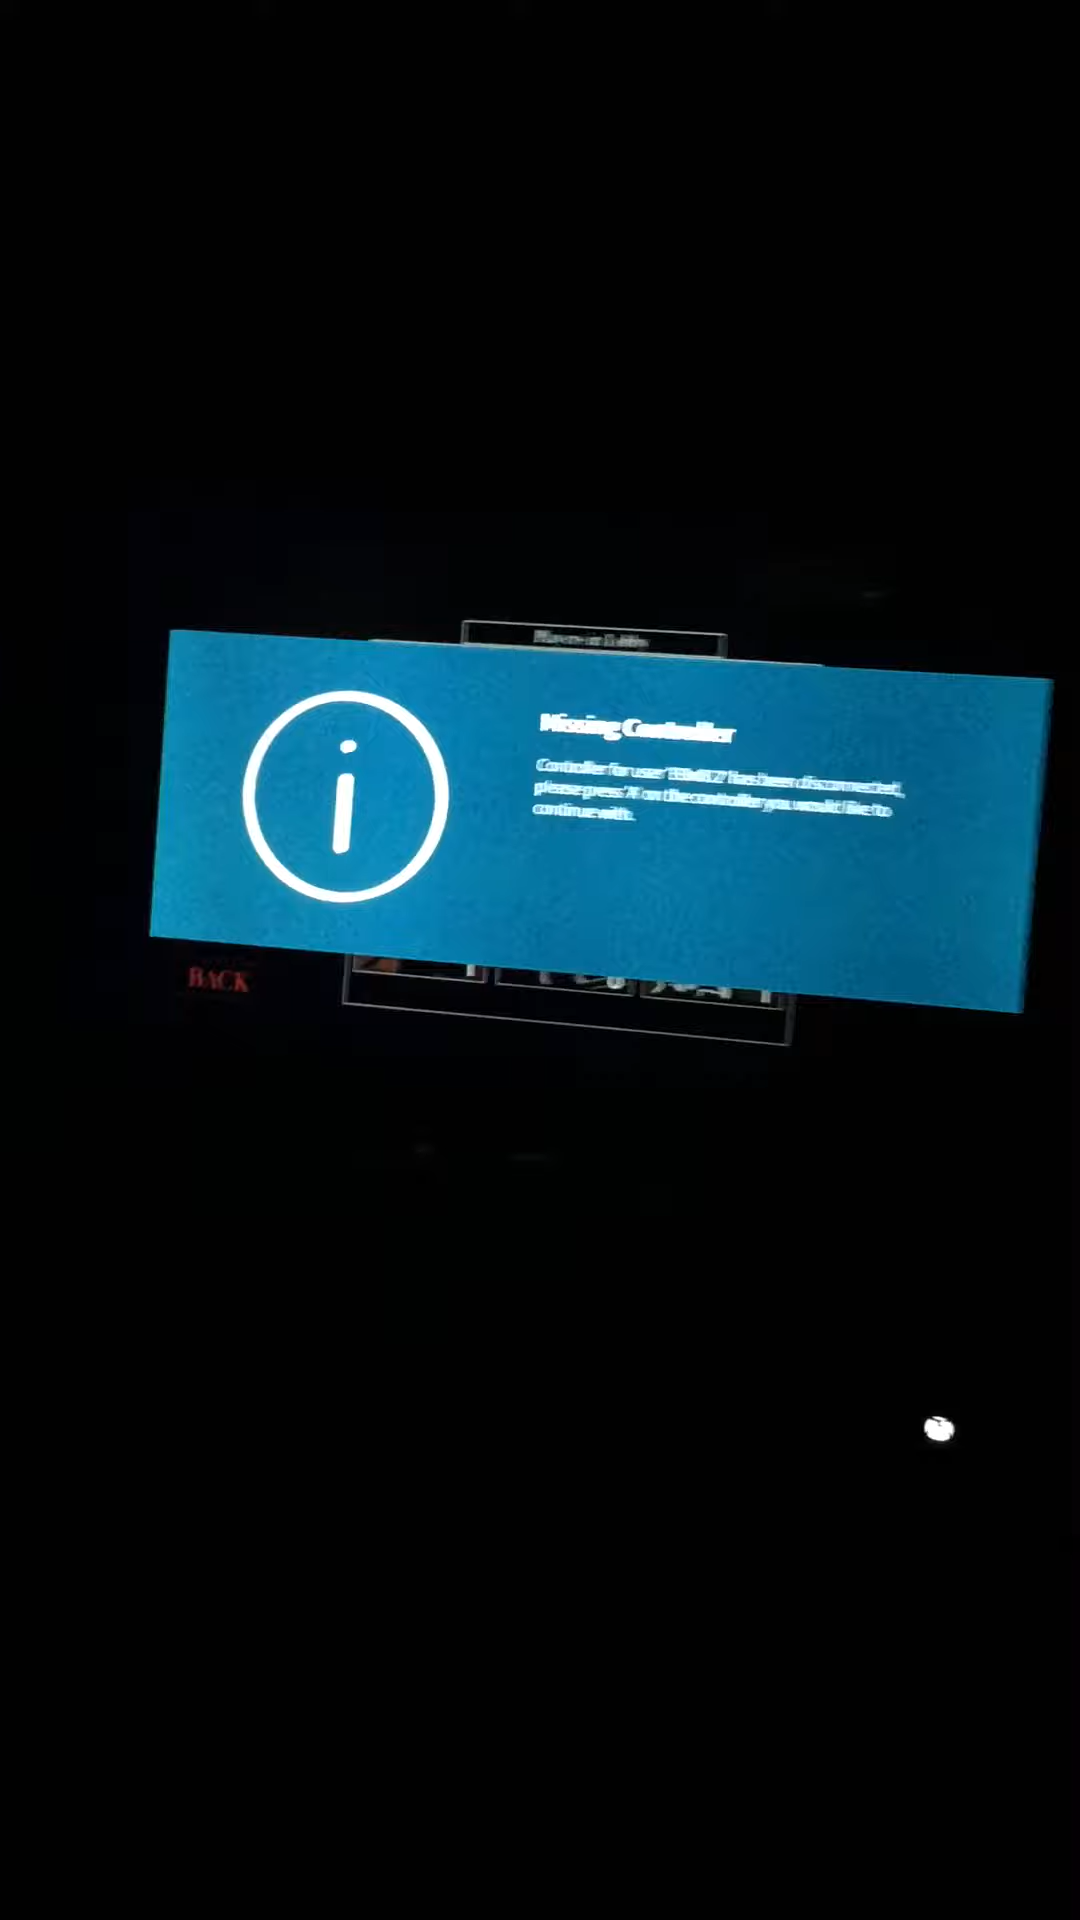 Missing Controller
Controller for user has been disconnected,
please press 'A' on the controller you would like to
continue with.
BACK